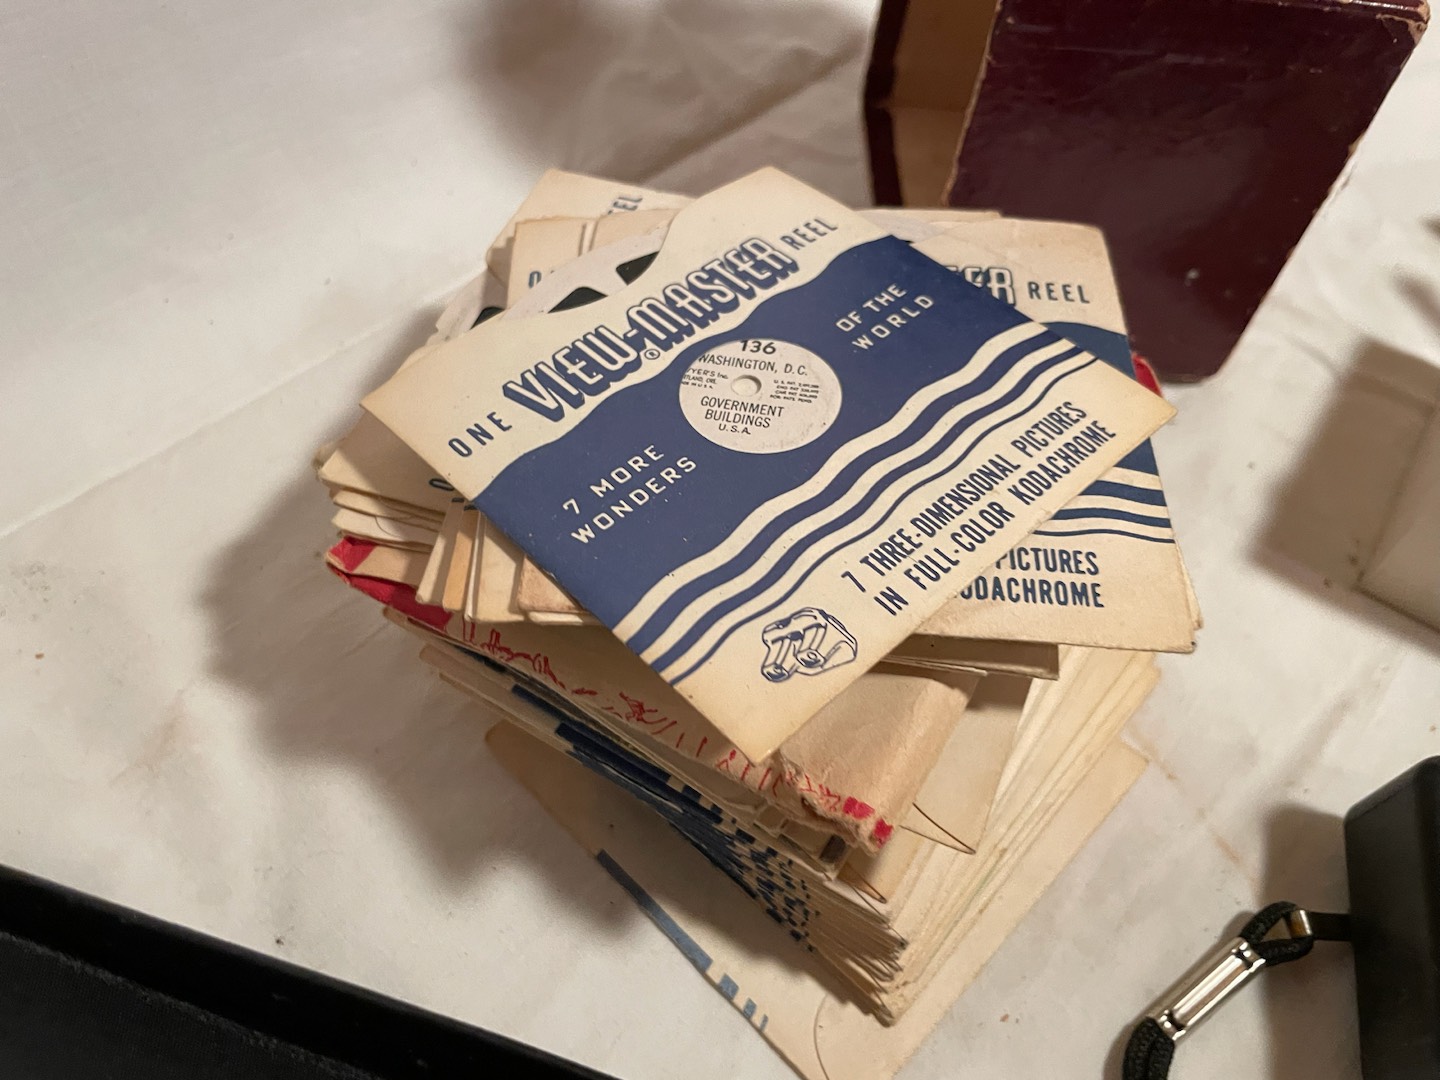 ONE VIEW-MASTER® REEL
136
WASHINGTON, D.C.
GOVERNMENT
BUILDINGS
U.S.A.
OF THE
WORLD
7 MORE
WONDERS
7 THREE-DIMENSIONAL PICTURES
IN FULL-COLOR KODACHROME
REEL
PICTURES